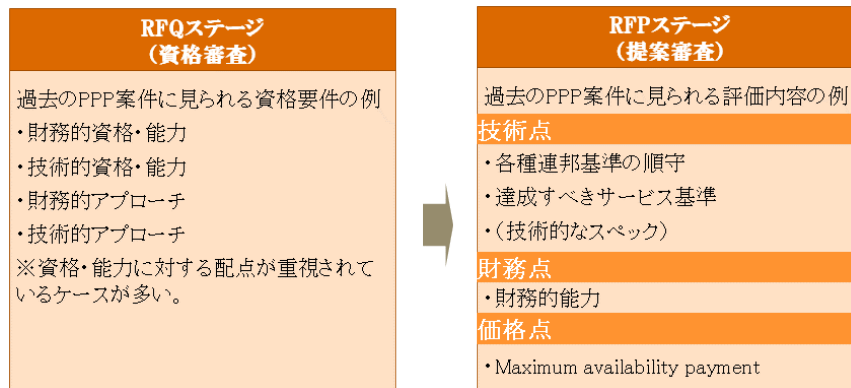 RFQステージ
(資格審査)
過去のPPP案件に見られる資格要件の例
・財務的資格・能力
・技術的資格・能力
・財務的アプローチ
・技術的アプローチ
※資格・能力に対する配点が重視されて
いるケースが多い。
RFPステージ
(提案審査)
過去のPPP案件に見られる評価内容の例
技術点
・各種連邦基準の順守
・達成すべきサービス基準
・(技術的なスペック)
財務点
・財務的能力
価格点
・Maximum availability payment